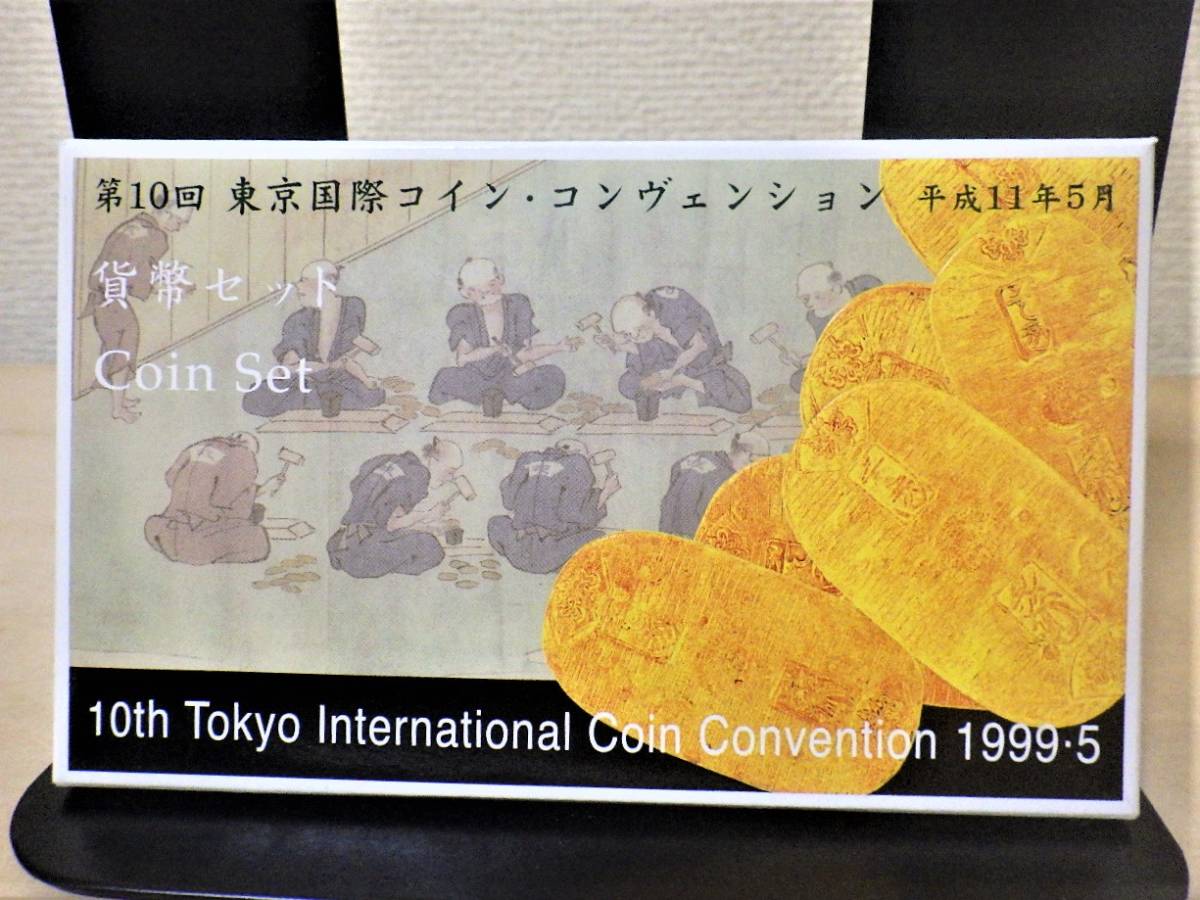 第10回 東京国際コイン・コンヴェンション 平成11年5月
貨幣セット
Coin Set
10th Tokyo International Coin Convention 1999·5